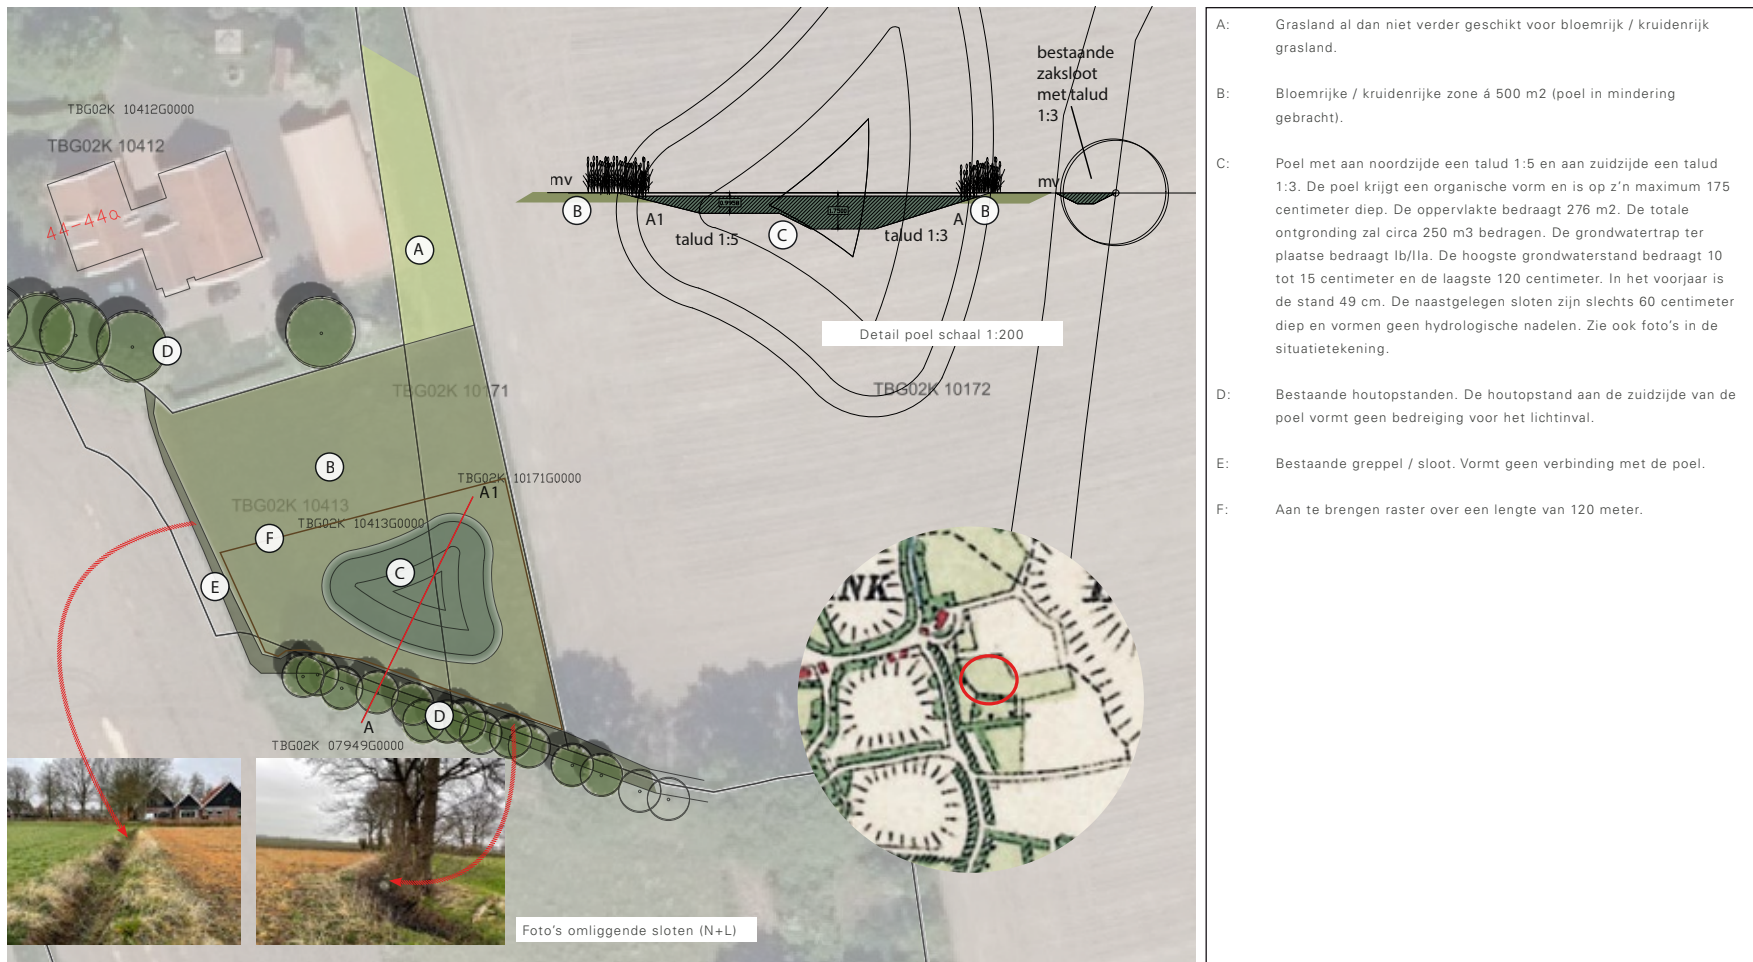 TBG02K 10412G0000
TBG02K 10412
44-44a
A
D
TBG02K 10171
B
TBG02K 10171G0000
A1
TBG02K 10413
TBG02K 10413G0000
F
C
E
D
A
TBG02K 07949G0000
bestaande
zaksloot
met talud
1:3
mv
mv
B
A1
A
B
talud 1:5
C
talud 1:3
Detail poel schaal 1:200
TBG02K 10172
NK
Foto's omliggende sloten (N+L)
A: Grasland al dan niet verder geschikt voor bloemrijk / kruidenrijk
grasland.
B: Bloemrijke / kruidenrijke zone á 500 m2 (poel in mindering
gebracht).
C: Poel met aan noordzijde een talud 1:5 en aan zuidzijde een talud
1:3. De poel krijgt een organische vorm en is op z'n maximum 175
centimeter diep. De oppervlakte bedraagt 276 m2. De totale
ontgronding zal circa 250 m3 bedragen. De grondwatertrap ter
plaatse bedraagt Ib/IIa. De hoogste grondwaterstand bedraagt 10
tot 15 centimeter en de laagste 120 centimeter. In het voorjaar is
de stand 49 cm. De naastgelegen sloten zijn slechts 60 centimeter
diep en vormen geen hydrologische nadelen. Zie ook foto's in de
situatietekening.
D: Bestaande houtopstanden. De houtopstand aan de zuidzijde van de
poel vormt geen bedreiging voor het lichtinval.
E: Bestaande greppel / sloot. Vormt geen verbinding met de poel.
F: Aan te brengen raster over een lengte van 120 meter.